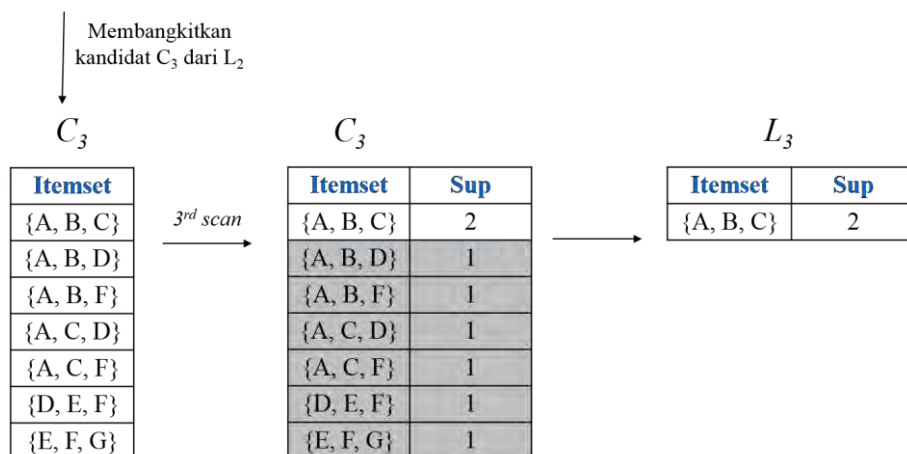 Membangkitkan
kandidat C₃ dari L₂
C₃
Itemset
{A, B, C}
{A, B, D}
{A, B, F}
{A, C, D}
{A, C, F}
{D, E, F}
{E, F, G}
3rd scan
C₃
Itemset Sup
{A, B, C} 2
{A, B, D} 1
{A, B, F} 1
{A, C, D} 1
{A, C, F} 1
{D, E, F} 1
{E, F, G} 1
L₃
Itemset Sup
{A, B, C} 2